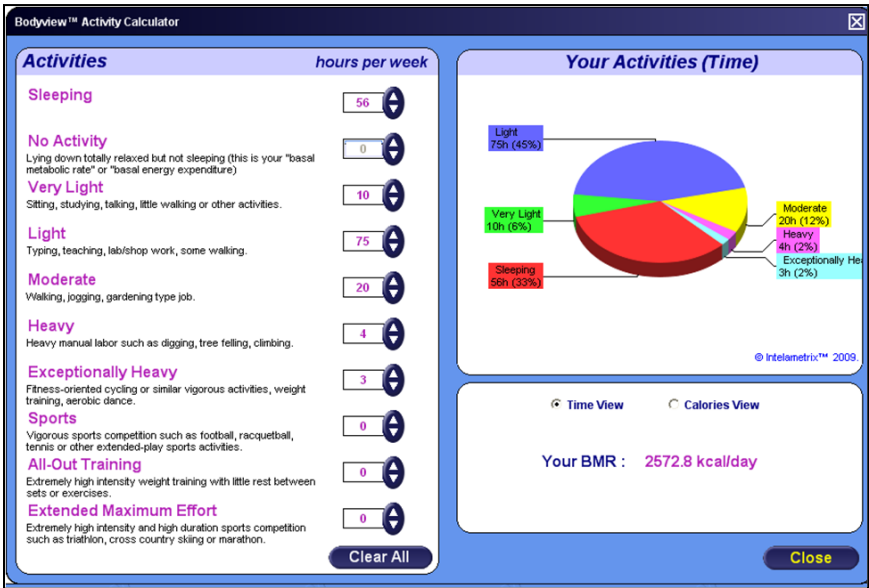 Bodyview™ Activity Calculator
Activities hours per week
Sleeping
56
No Activity
0
Lying down totally relaxed but not sleeping (this is your "basal
metabolic rate" or "basal energy expenditure)
Very Light
10
Sitting, studying, talking, little walking or other activities.
Light
75
Typing, teaching, lab/shop work, some walking.
Moderate
20
Walking, jogging, gardening type job.
Heavy
4
Heavy manual labor such as digging, tree felling, climbing.
Exceptionally Heavy
3
Fitness-oriented cycling or similar vigorous activities, weight
training, aerobic dance.
Sports
0
Vigorous sports competition such as football, racquetball,
tennis or other extended-play sports activities.
All-Out Training
0
Extremely high intensity weight training with little rest between
sets or exercises.
Extended Maximum Effort
0
Extremely high intensity and high duration sports competition
such as triathlon, cross country skiing or marathon.
Clear All
Your Activities (Time)
Light
75h (45%)
Very Light
10h (6%)
Sleeping
56h (33%)
Moderate
20h (12%)
Heavy
4h (2%)
Exceptionally He
3h (2%)
© Intelametrix™ 2009.
Time View Calories View
Your BMR : 2572.8 kcal/day
Close